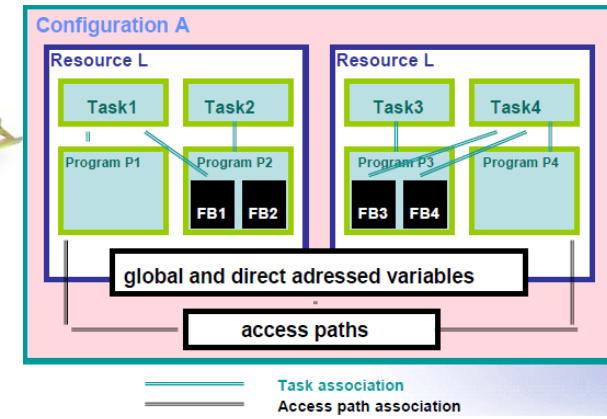 Configuration A
Resource L
Resource L
Task1
Task2
Task3
Task4
Program P1
Program P2
Program P3
Program P4
FB1
FB2
FB3
FB4
global and direct adressed variables
access paths
Task association
Access path association